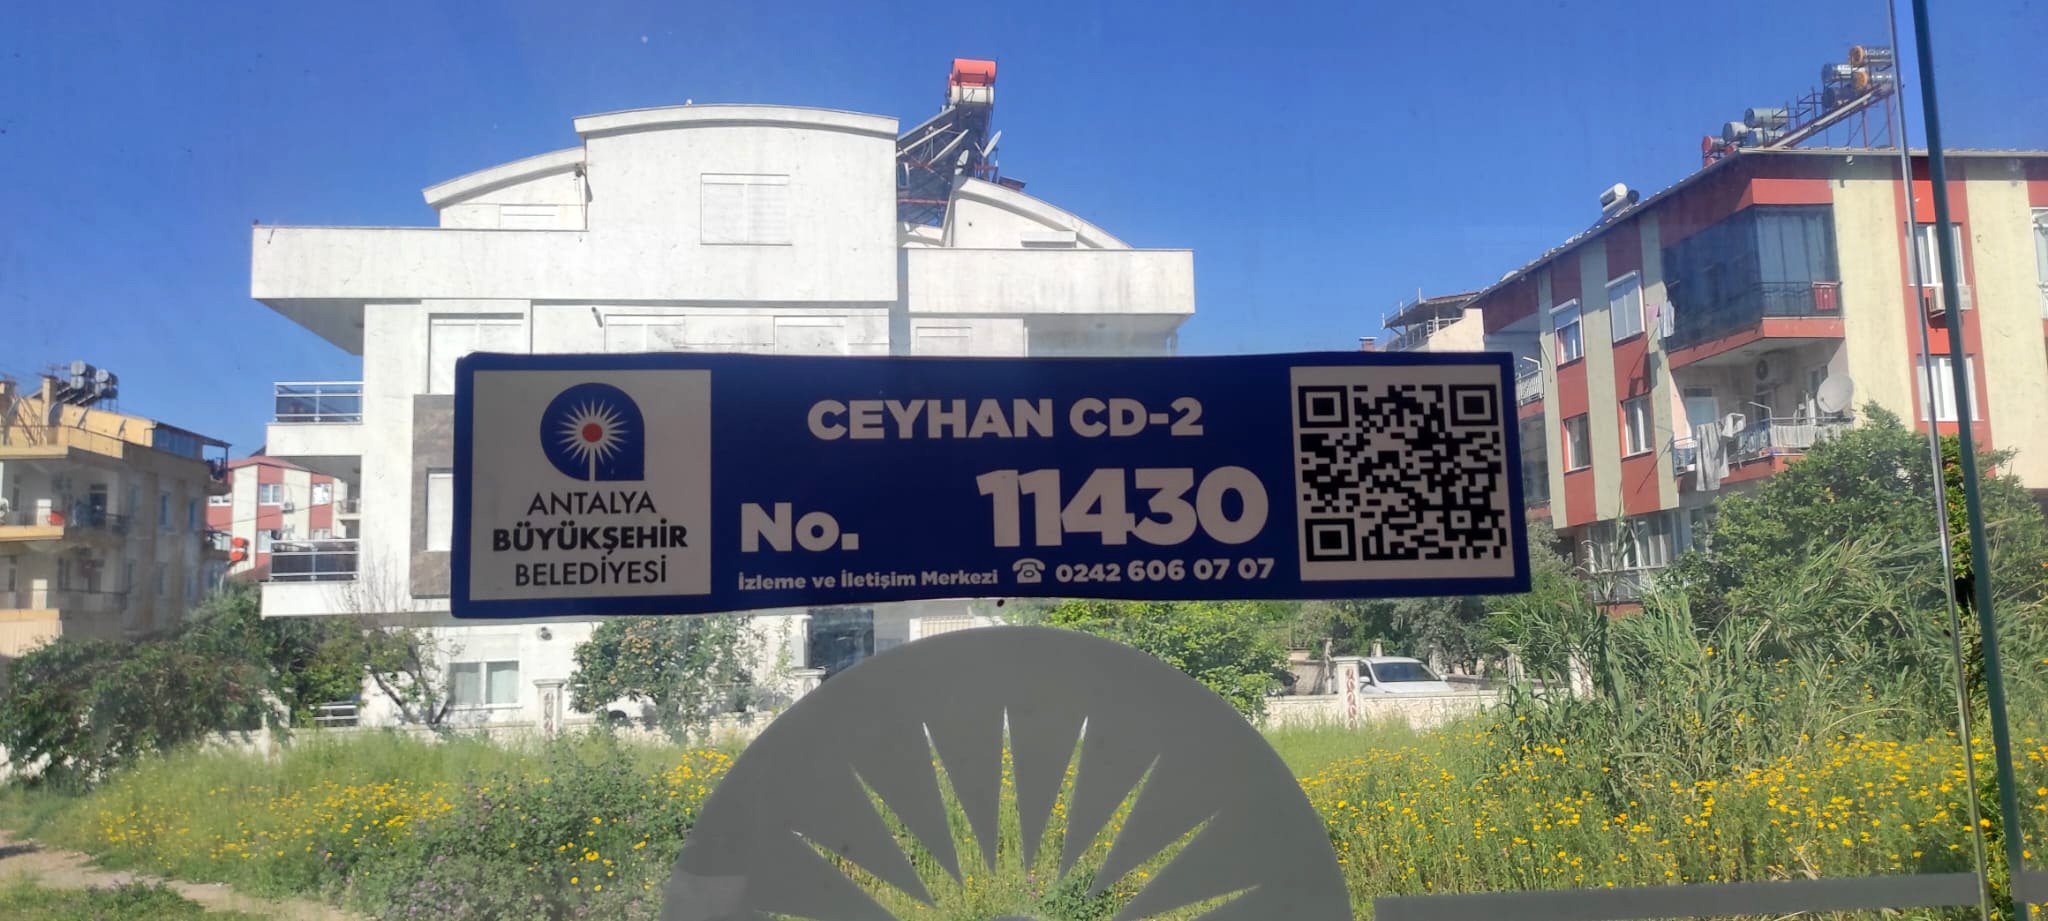 ANTALYA
BÜYÜKŞEHİR
BELEDİYESİ
CEYHAN CD-2
No. 11430
İzleme ve İletişim Merkezi ☎ 0242 606 07 07